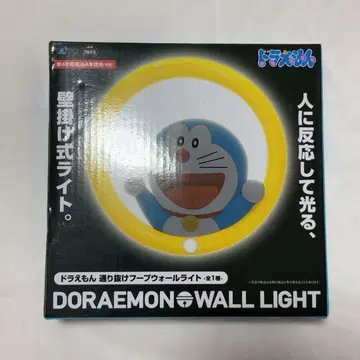 ドラえもん
人に反応して光る、
壁掛け式ライト。
ドラえもん 通り抜けフープウォールライト -全1種-
DORAEMON WALL LIGHT